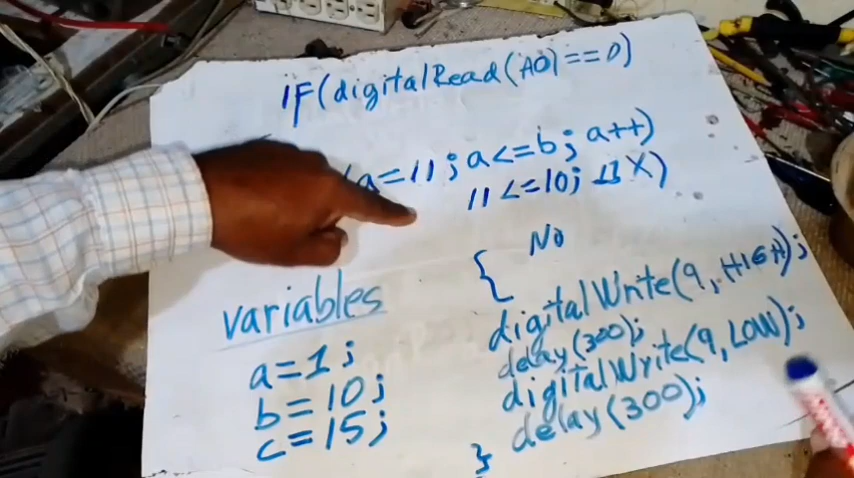 IF(digitalRead(A0)==0)
(a=11; a<=b; a++)
11<=10; 11 X)
{ No
digitalWrite(9, HIGH);
delay(300);
digitalWrite(9, LOW);
delay(300);
}
variables
a=1;
b=10;
c=15;